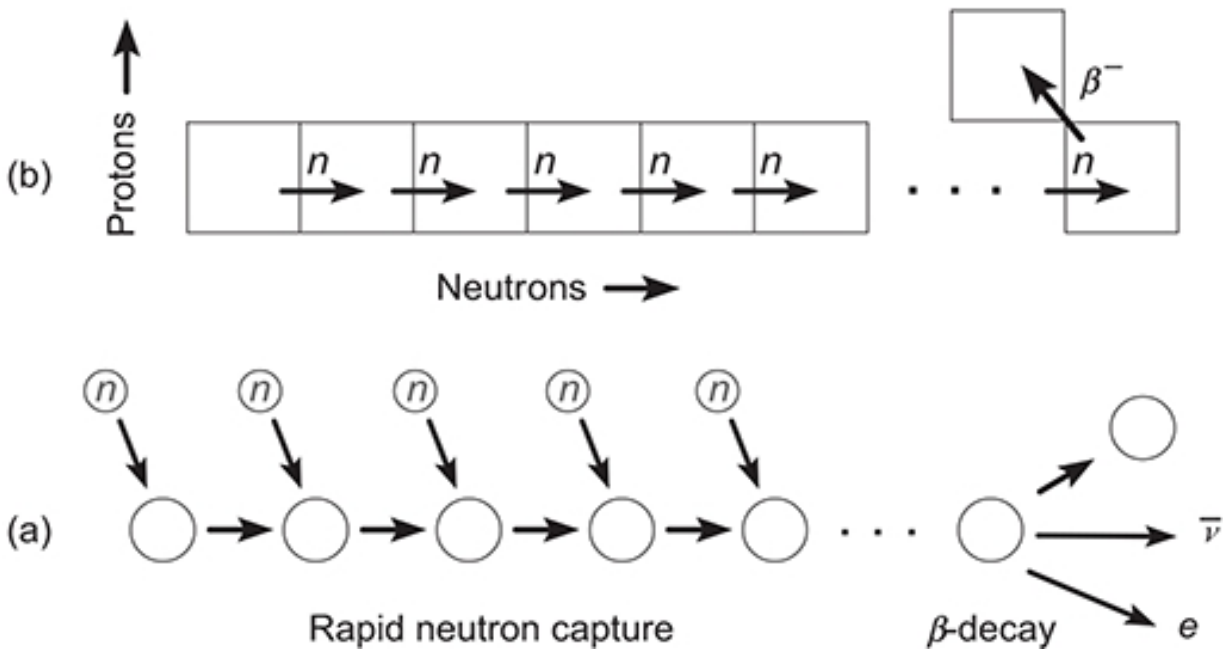 β⁻
(b) Protons n n n n n . . . n
Neutrons
n n n n n
(a) . . . ν̅
e
Rapid neutron capture β-decay